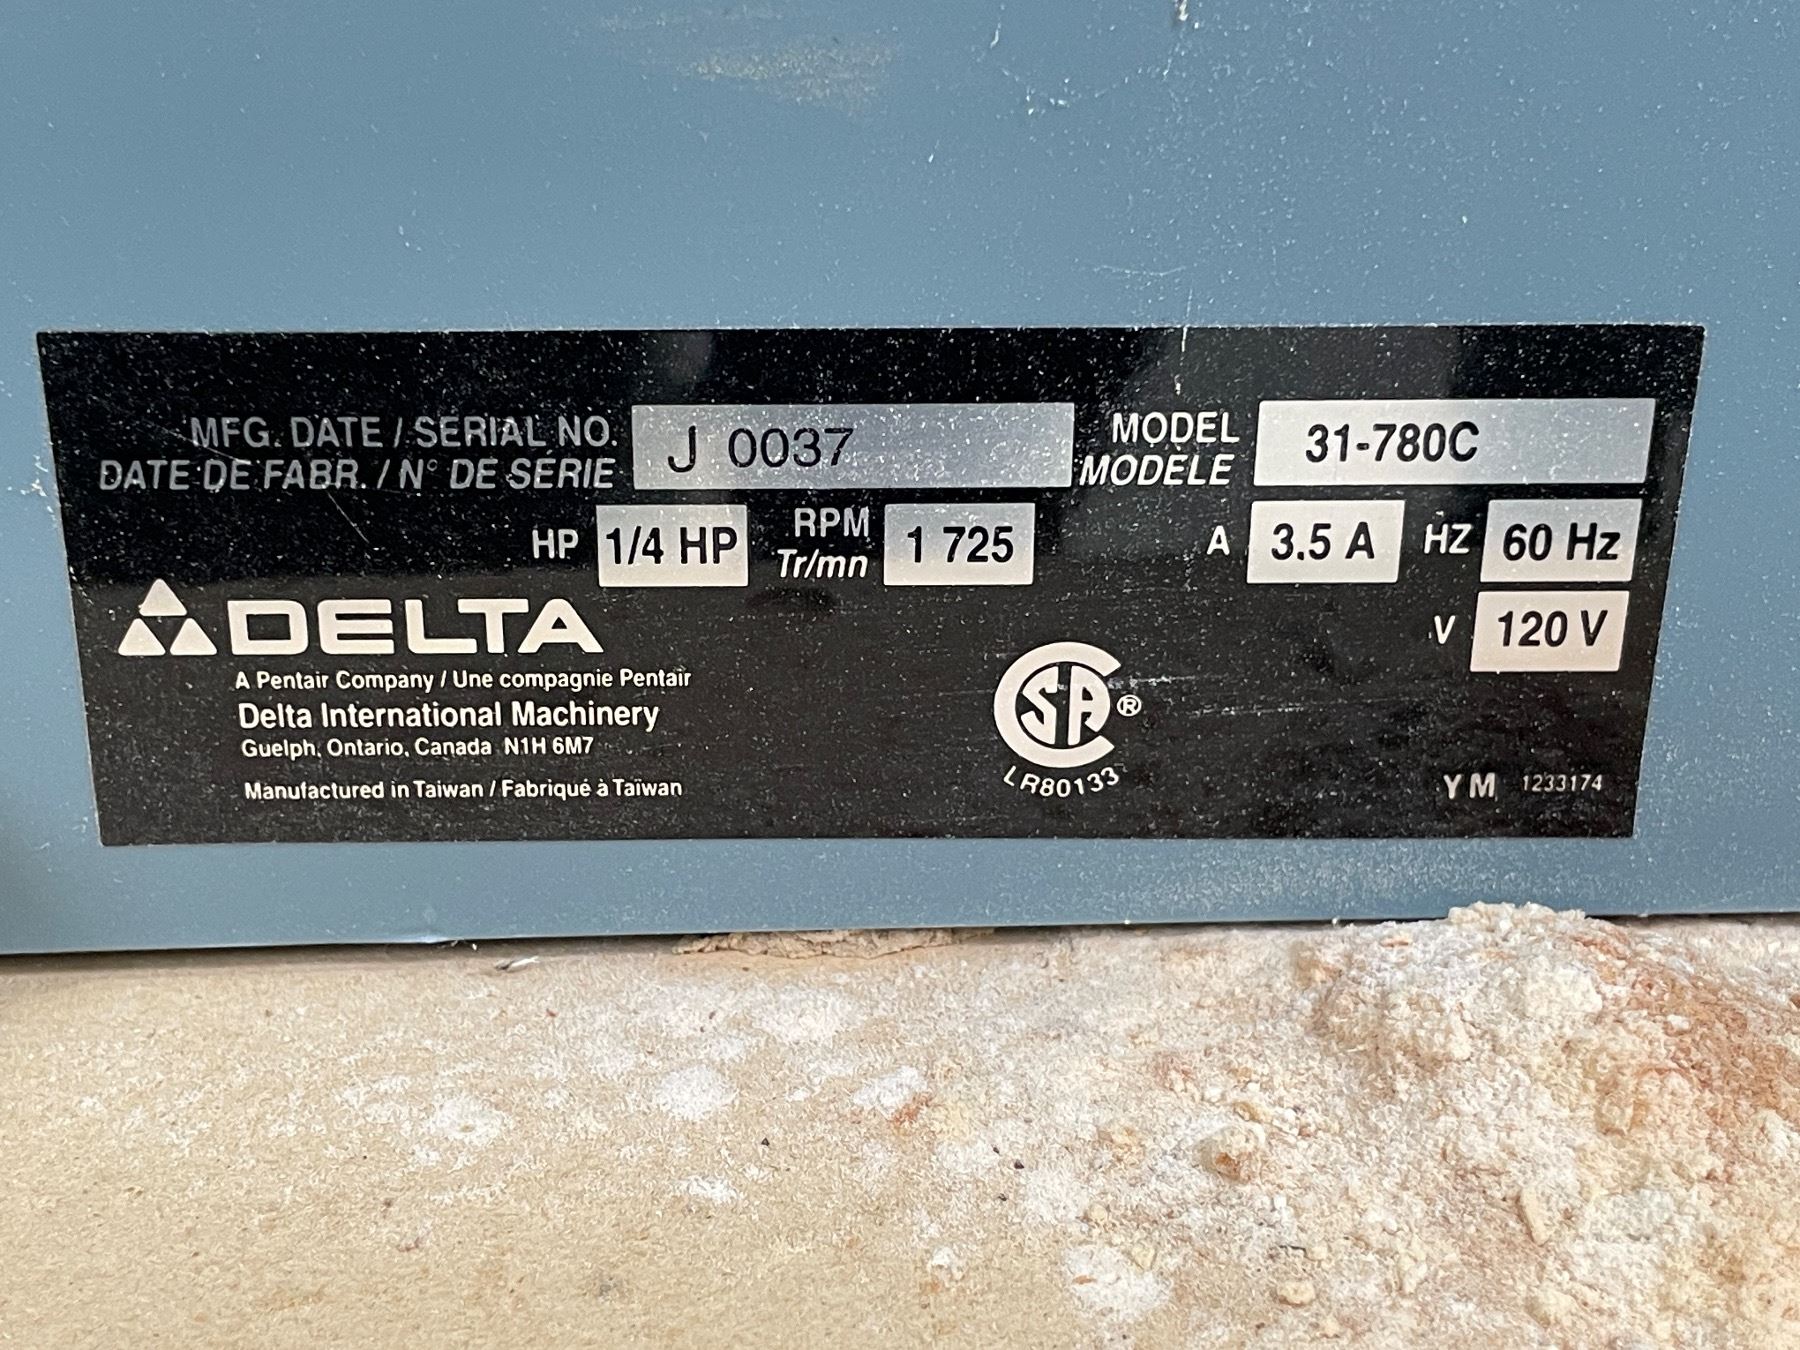 MFG. DATE / SERIAL NO. J 0037 MODEL 31-780C
DATE DE FABR. / N° DE SÉRIE MODÈLE
HP 1/4 HP RPM 1 725 A 3.5 A HZ 60 Hz
Tr/mn
V 120 V
DELTA
A Pentair Company / Une compagnie Pentair
Delta International Machinery
Guelph, Ontario, Canada N1H 6M7
Manufactured in Taiwan / Fabriqué à Taïwan
CSA ®
LR80133
YM 1233174